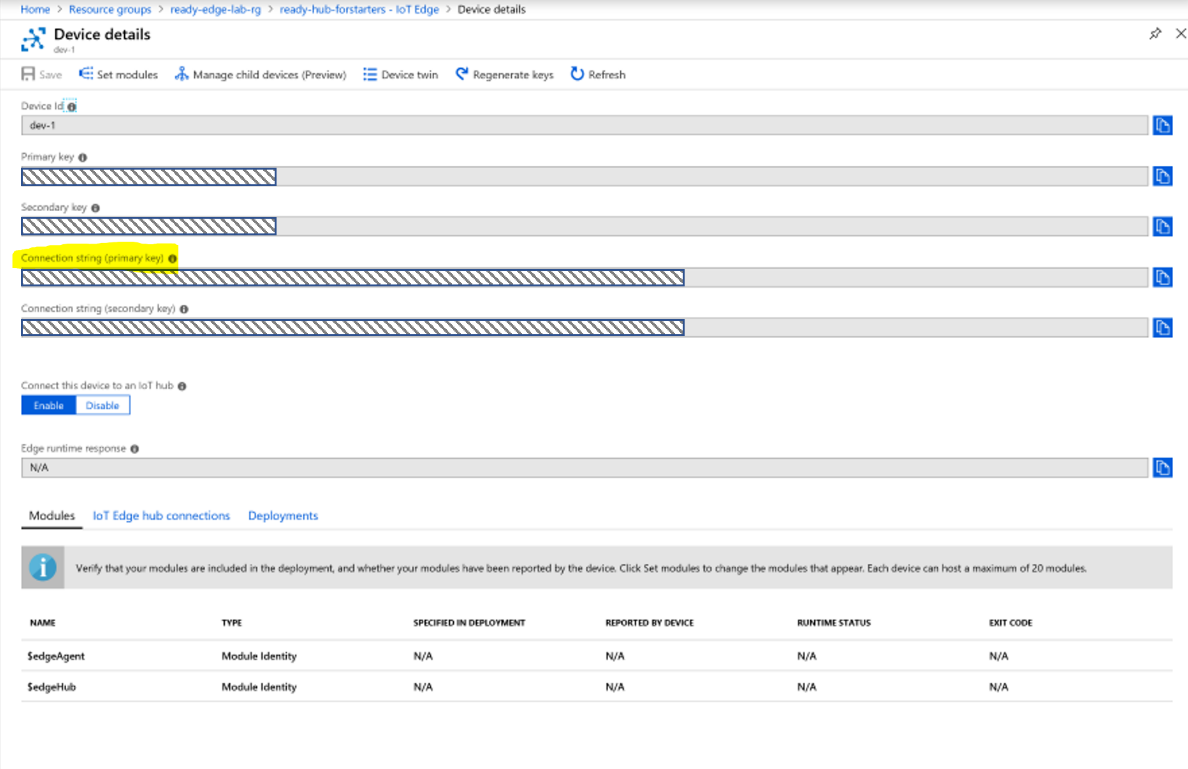 Home > Resource groups > ready-edge-lab-rg > ready-hub-forstarters - IoT Edge > Device details
Device details
dev-1
Save Set modules Manage child devices (Preview) Device twin Regenerate keys Refresh
Device Id
dev-1
Primary key
Secondary key
Connection string (primary key)
Connection string (secondary key)
Connect this device to an IoT hub
Enable Disable
Edge runtime response
N/A
Modules IoT Edge hub connections Deployments
Verify that your modules are included in the deployment, and whether your modules have been reported by the device. Click Set modules to change the modules that appear. Each device can host a maximum of 20 modules.
NAME TYPE SPECIFIED IN DEPLOYMENT REPORTED BY DEVICE RUNTIME STATUS EXIT CODE
$edgeAgent Module Identity N/A N/A N/A N/A
$edgeHub Module Identity N/A N/A N/A N/A